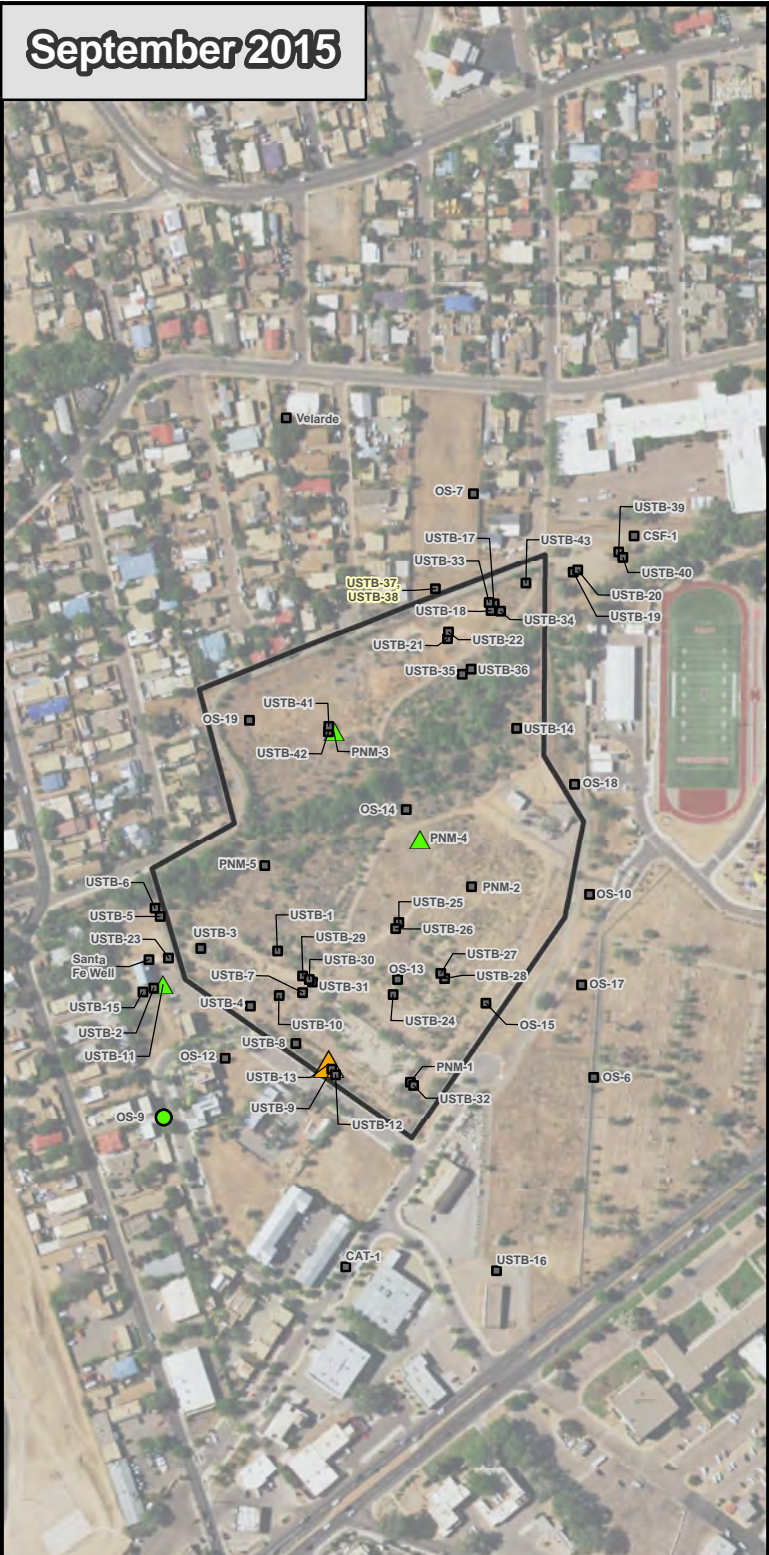 September 2015
Velarde
OS-7
USTB-39
CSF-1
USTB-17
USTB-43
USTB-33
USTB-40
USTB-37,
USTB-38
USTB-20
USTB-18
USTB-34
USTB-19
USTB-21
USTB-22
USTB-35
USTB-36
USTB-41
OS-19
USTB-14
USTB-42
PNM-3
OS-18
OS-14
PNM-4
PNM-5
USTB-6
PNM-2
OS-10
USTB-5
USTB-25
USTB-26
USTB-23
USTB-3
USTB-1
Santa
Fe Well
USTB-29
USTB-27
USTB-30
OS-13
USTB-7
USTB-28
OS-17
USTB-31
USTB-15
USTB-4
USTB-24
USTB-10
OS-15
USTB-2
USTB-8
USTB-11
OS-12
PNM-1
USTB-13
OS-6
USTB-32
USTB-9
OS-9
USTB-12
CAT-1
USTB-16